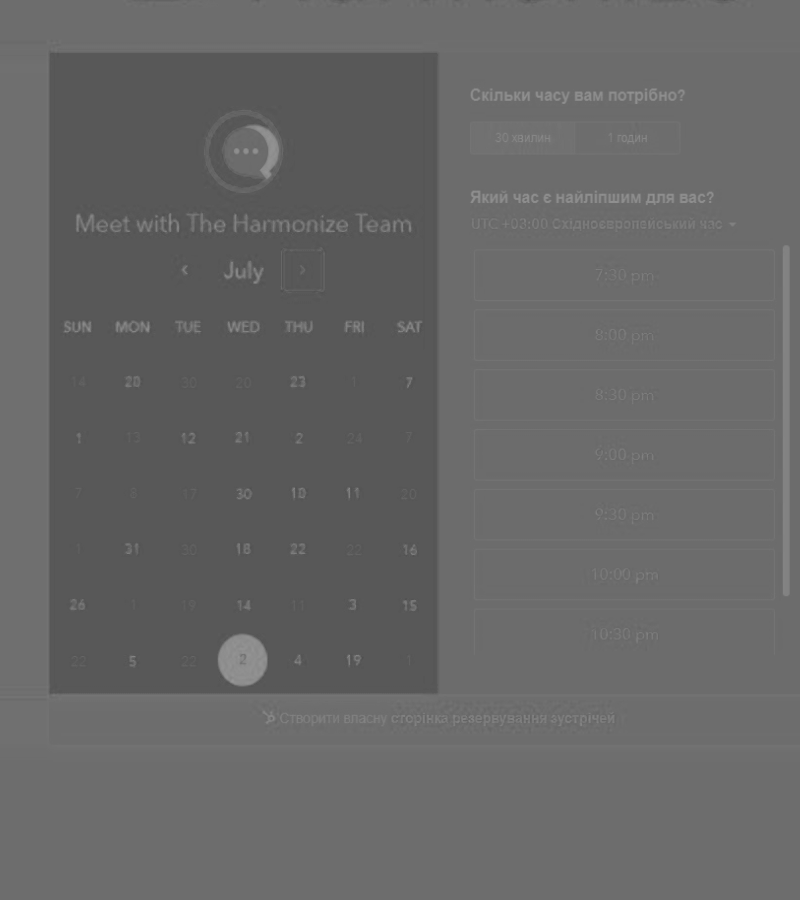 Meet with The Harmonize Team
July
SUN MON TUE WED THU FRI SAT
14 20 30 20 23 1 7
1 13 12 21 2 24 7
7 8 17 30 10 11 20
1 31 30 18 22 22 16
26 1 19 14 11 3 15
22 5 22 2 4 19 1
Скільки часу вам потрібно?
30 хвилин 1 годин
Який час є найліпшим для вас?
UTC +03:00 Східноєвропейський час
7:30 pm
8:00 pm
8:30 pm
9:00 pm
9:30 pm
10:00 pm
10:30 pm
Створити власну сторінка резервування зустрічей